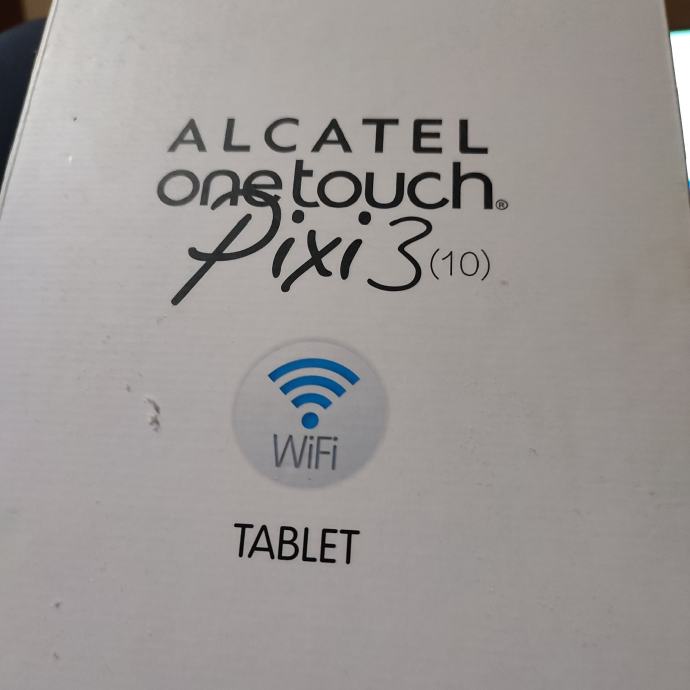 ALCATEL
onetouch®
Pixi 3 (10)
WiFi
TABLET